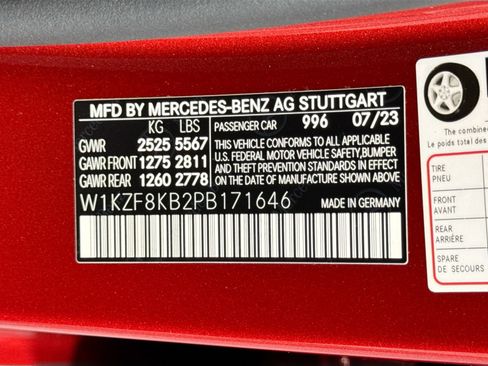 MFD BY MERCEDES-BENZ AG STUTTGART
KG LBS
GVWR 2525 5567
GAWR FRONT 1275 2811
GAWR REAR 1260 2778
PASSENGER CAR 996 07/23
THIS VEHICLE CONFORMS TO ALL APPLICABLE
U.S. FEDERAL MOTOR VEHICLE SAFETY, BUMPER,
AND THEFT PREVENTION STANDARDS IN EFFECT
ON THE DATE OF MANUFACTURE SHOWN ABOVE.
W1KZF8KB2PB171646
MADE IN GERMANY
The combine
Le poids total des
TIRE
PNEU
FRONT
AVANT
REAR
ARRIÈRE
SPARE
DE SECOURS